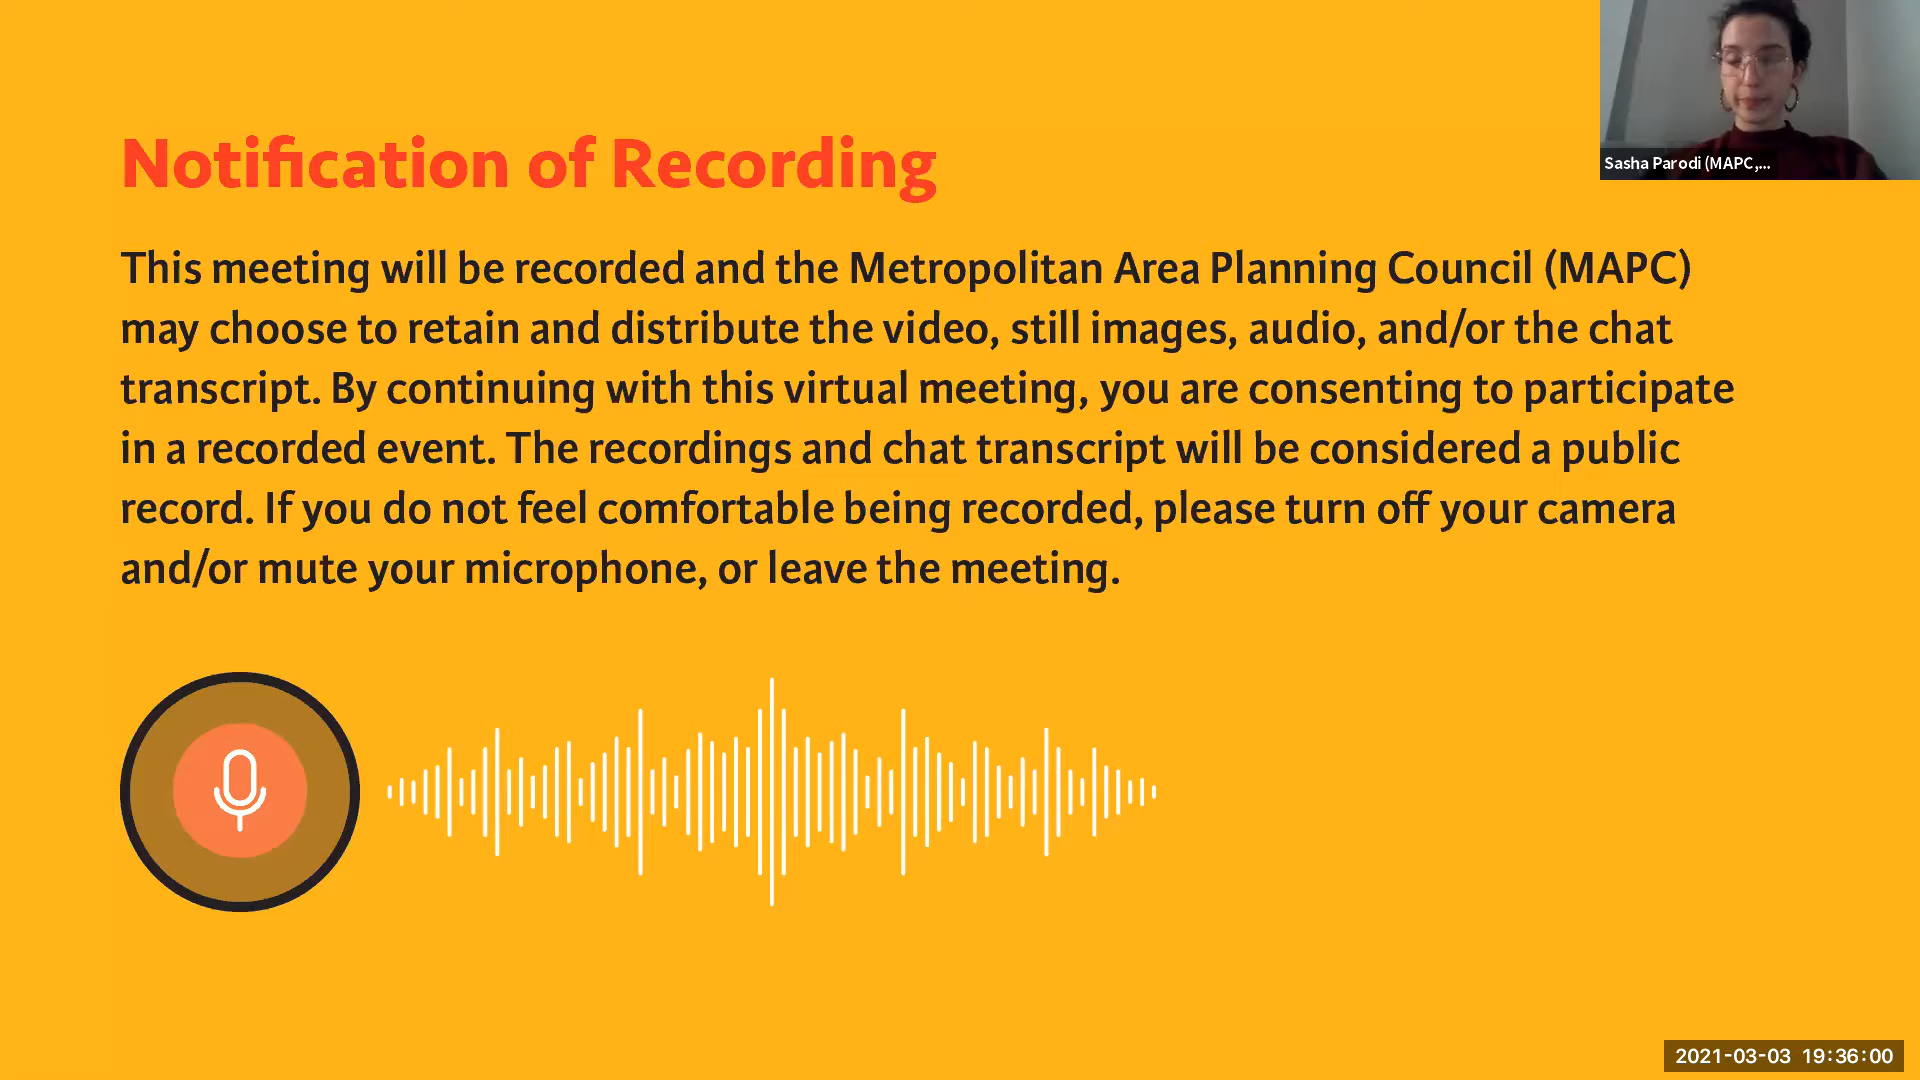 Notification of Recording
This meeting will be recorded and the Metropolitan Area Planning Council (MAPC)
may choose to retain and distribute the video, still images, audio, and/or the chat
transcript. By continuing with this virtual meeting, you are consenting to participate
in a recorded event. The recordings and chat transcript will be considered a public
record. If you do not feel comfortable being recorded, please turn off your camera
and/or mute your microphone, or leave the meeting.
Sasha Parodi (MAPC,...
2021-03-03 19:36:00